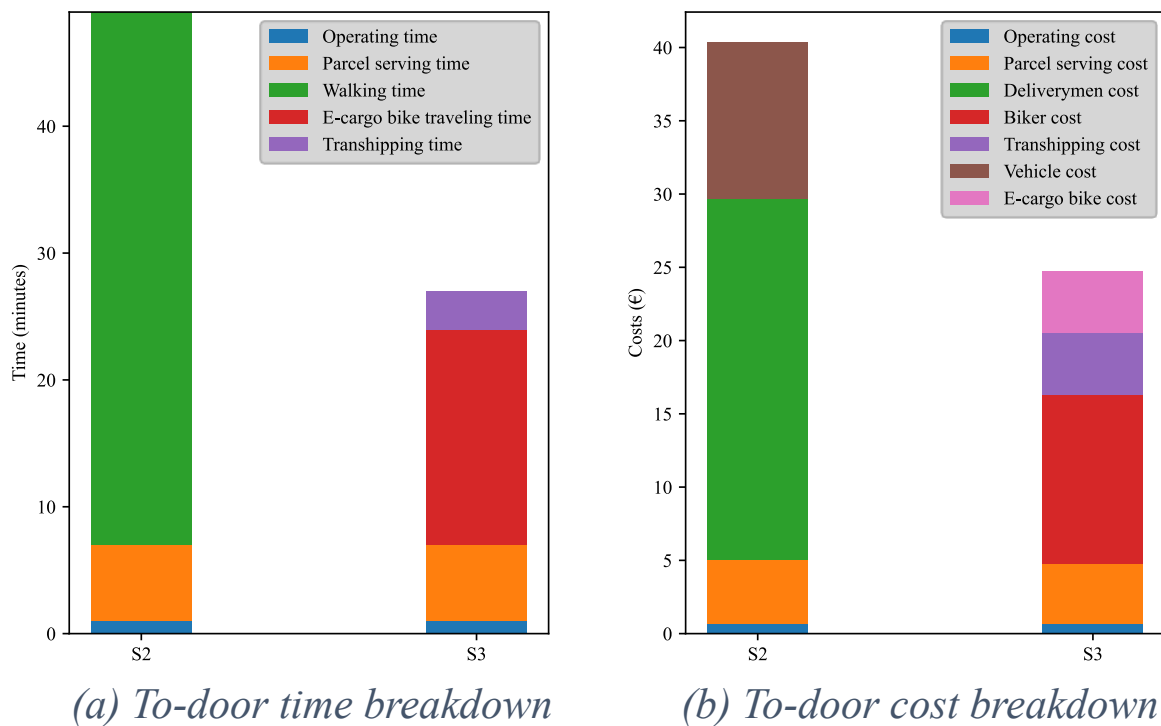 Time (minutes)
40
30
20
10
0
S2
S3
Operating time
Parcel serving time
Walking time
E-cargo bike traveling time
Transhipping time
(a) To-door time breakdown
Costs (€)
40
35
30
25
20
15
10
5
0
S2
S3
Operating cost
Parcel serving cost
Deliverymen cost
Biker cost
Transhipping cost
Vehicle cost
E-cargo bike cost
(b) To-door cost breakdown